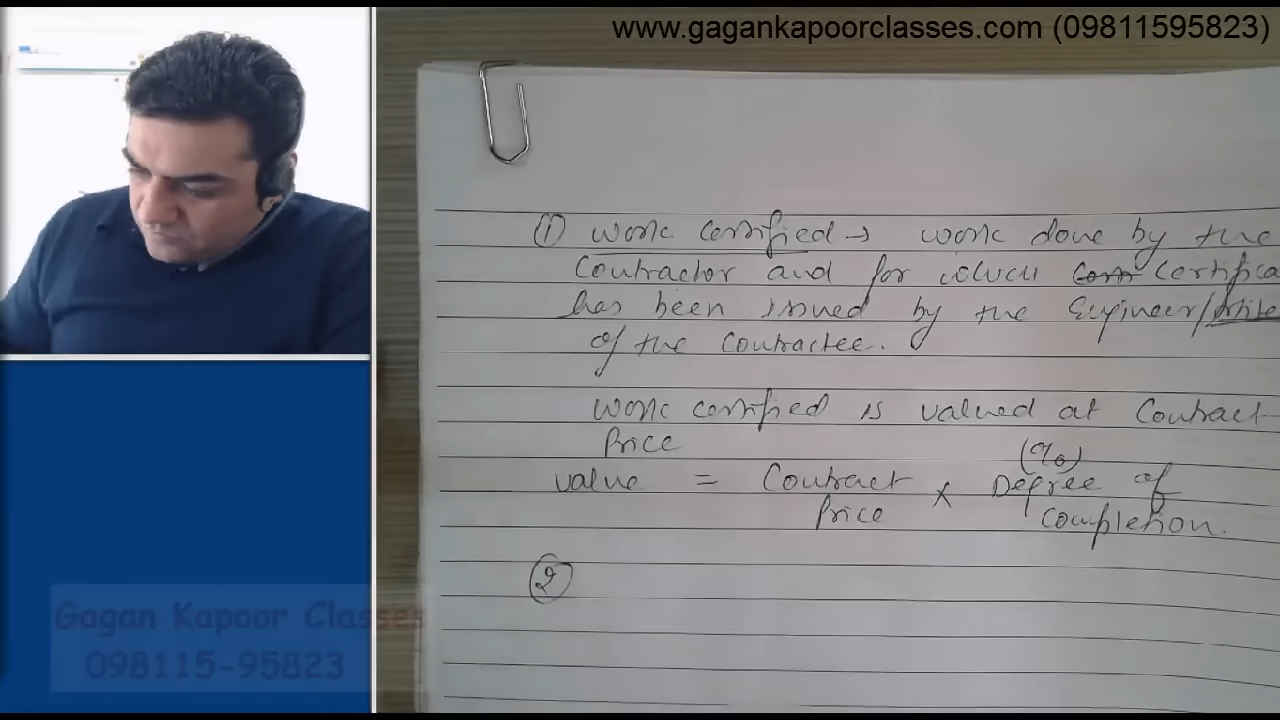 www.gagankapoorclasses.com (09811595823)
① Work Certified → Work done by the
Contractor and for which Certifica
has been issued by the Engineer/
of the Contractee.
Work certified is valued at Contract
Price
(%)
value = Contract × Degree of
Price Completion.
②
Gagan Kapoor Classes
098115-95823